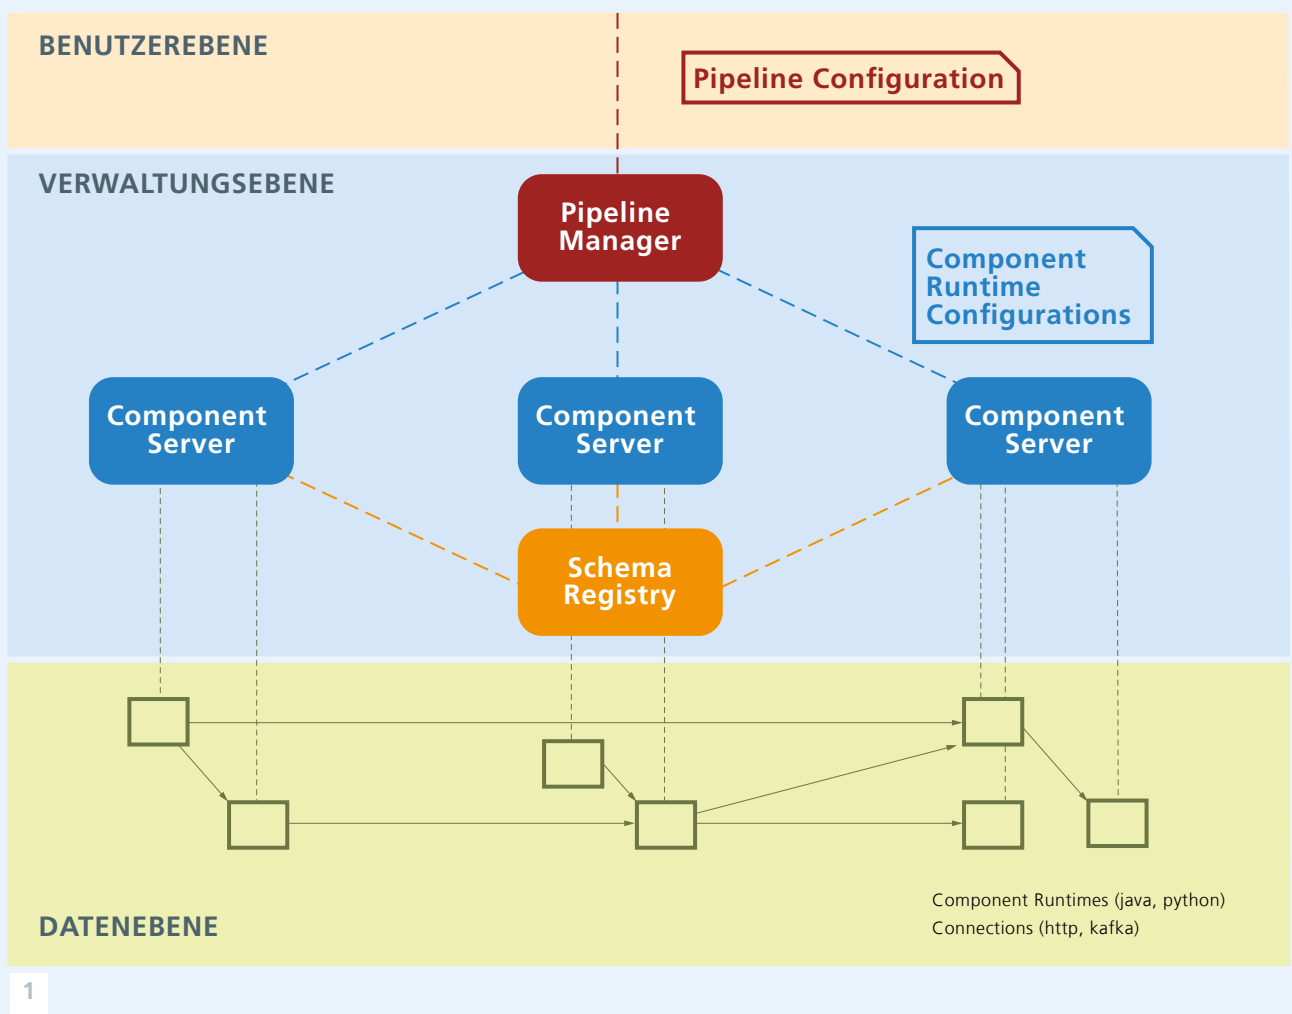 BENUTZEREBENE
Pipeline Configuration
VERWALTUNGSEBENE
Pipeline
Manager
Component
Runtime
Configurations
Component
Server
Component
Server
Component
Server
Schema
Registry
Component Runtimes (java, python)
Connections (http, kafka)
DATENEBENE
1